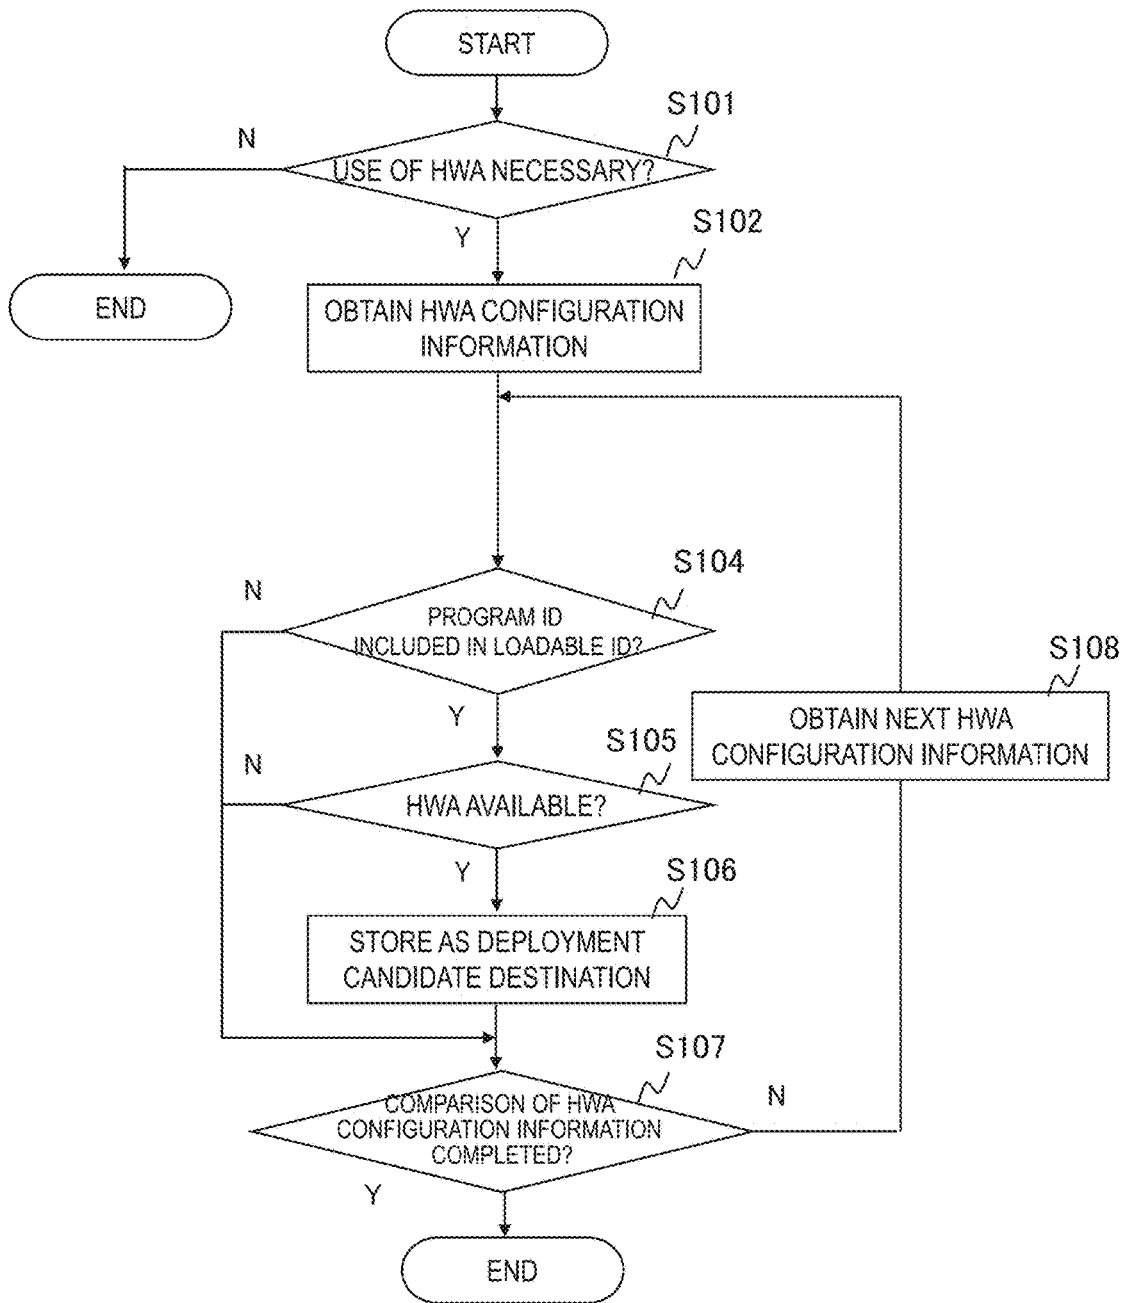 START
S101
N
USE OF HWA NECESSARY?
S102
Y
END
OBTAIN HWA CONFIGURATION
INFORMATION
S104
N
PROGRAM ID
INCLUDED IN LOADABLE ID?
S108
Y
OBTAIN NEXT HWA
CONFIGURATION INFORMATION
S105
N
HWA AVAILABLE?
Y
S106
STORE AS DEPLOYMENT
CANDIDATE DESTINATION
S107
N
COMPARISON OF HWA
CONFIGURATION INFORMATION
COMPLETED?
Y
END